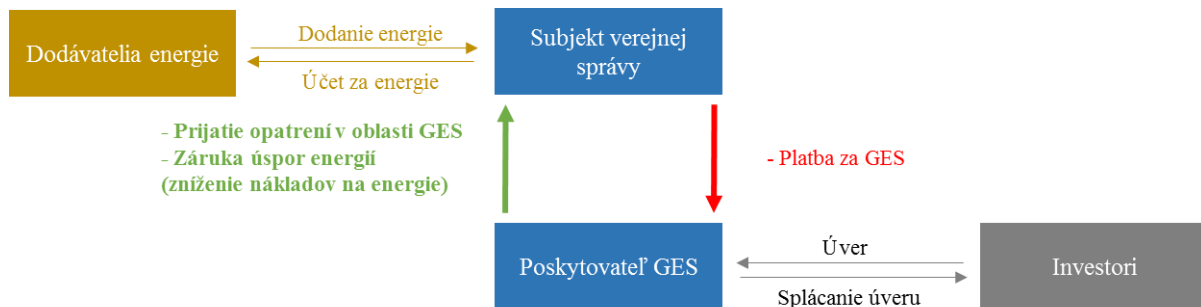 Dodávatelia energie
Dodanie energie
Účet za energie
Subjekt verejnej
správy
- Prijatie opatrení v oblasti GES
- Záruka úspor energií
(zníženie nákladov na energie)
- Platba za GES
Poskytovateľ GES
Úver
Splácanie úveru
Investori